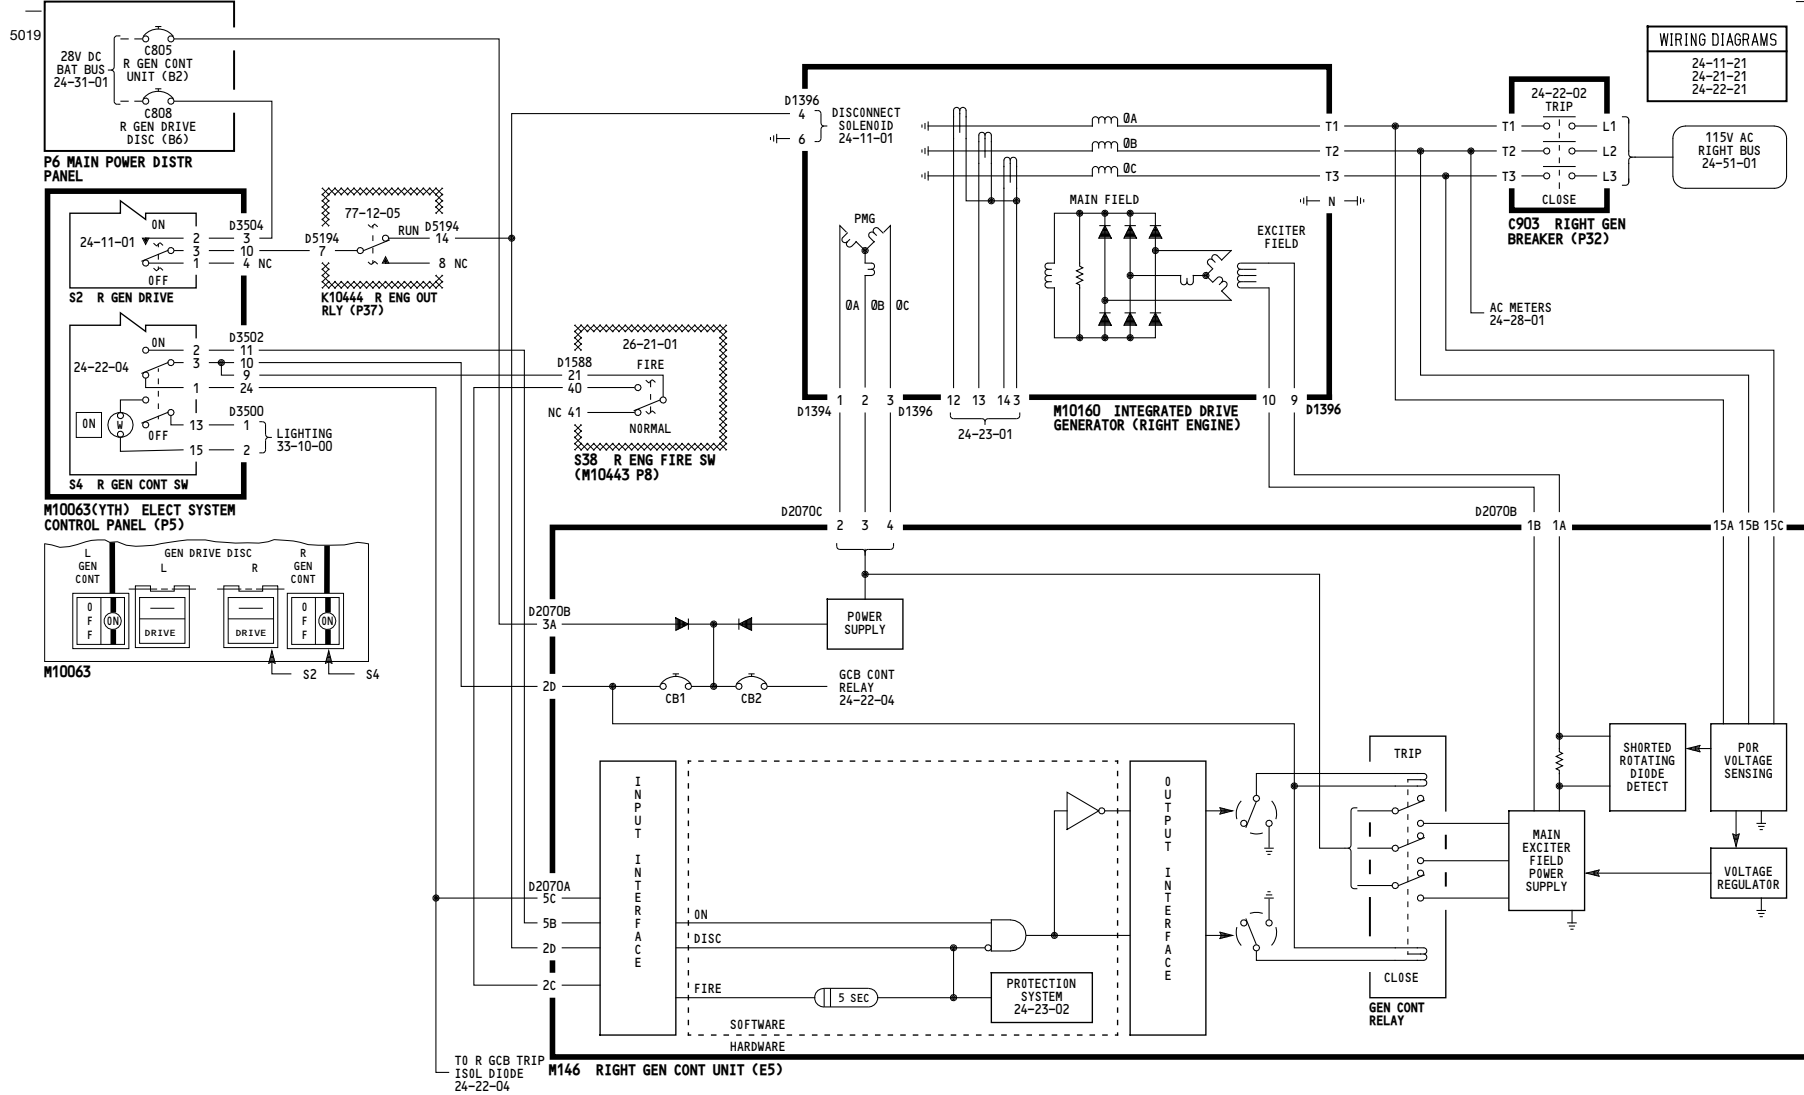 5019
28V DC
BAT BUS
24-31-01
C805
R GEN CONT
UNIT (B2)
C808
R GEN DRIVE
DISC (B6)
P6 MAIN POWER DISTR
PANEL
24-11-01
ON
OFF
2
3
1
D3504
3
10
4 NC
S2 R GEN DRIVE
77-12-05
D5194
7
RUN
D5194
14
8 NC
K10444 R ENG OUT
RLY (P37)
24-22-04
ON
2
3
1
D3502
11
10
9
24
D3500
ON
W
OFF
13
1
15
2
LIGHTING
33-10-00
S4 R GEN CONT SW
M10063(YTH) ELECT SYSTEM
CONTROL PANEL (P5)
26-21-01
D1588
FIRE
21
40
NC 41
NORMAL
S38 R ENG FIRE SW
(M10443 P8)
L
GEN
CONT
GEN DRIVE DISC
L
R
R
GEN
CONT
O
F
F
ON
DRIVE
DRIVE
O
F
F
ON
M10063
S2
S4
D1396
4
6
DISCONNECT
SOLENOID
24-11-01
ØA
ØB
ØC
T1
T2
T3
N
PMG
ØA
ØB
ØC
MAIN FIELD
EXCITER
FIELD
D1394
1
2
3
D1396
12
13
14
3
24-23-01
M10160 INTEGRATED DRIVE
GENERATOR (RIGHT ENGINE)
10
9
D1396
24-22-02
TRIP
T1
L1
T2
L2
T3
L3
CLOSE
C903 RIGHT GEN
BREAKER (P32)
WIRING DIAGRAMS
24-11-21
24-21-21
24-22-21
115V AC
RIGHT BUS
24-51-01
AC METERS
24-28-01
D2070C
2
3
4
D2070B
1B
1A
15A
15B
15C
D2070B
3A
POWER
SUPPLY
2D
CB1
CB2
GCB CONT
RELAY
24-22-04
INPUT INTERFACE
D2070A
5C
5B
2D
2C
ON
DISC
FIRE
5 SEC
PROTECTION
SYSTEM
24-23-02
SOFTWARE
HARDWARE
OUTPUT INTERFACE
TRIP
CLOSE
GEN CONT
RELAY
MAIN
EXCITER
FIELD
POWER
SUPPLY
SHORTED
ROTATING
DIODE
DETECT
POR
VOLTAGE
SENSING
VOLTAGE
REGULATOR
TO R GCB TRIP
ISOL DIODE
24-22-04
M146 RIGHT GEN CONT UNIT (E5)